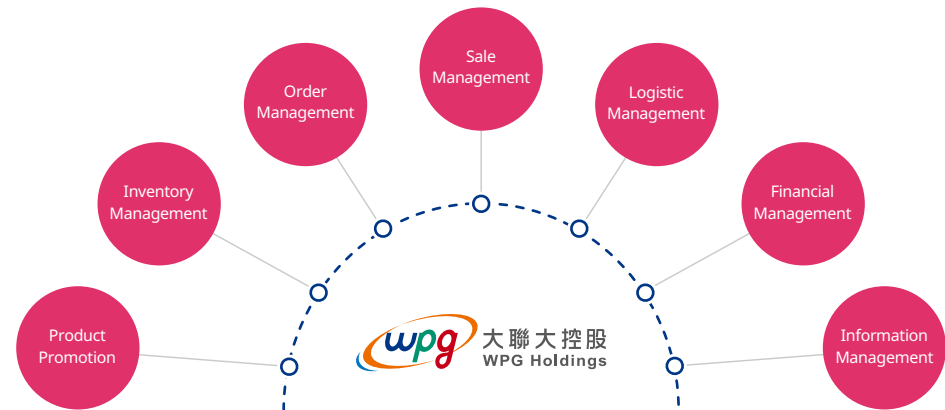 Sale
Management
Order
Management
Logistic
Management
Inventory
Management
Financial
Management
Product
Promotion
Information
Management
wpg
大聯大控股
WPG Holdings